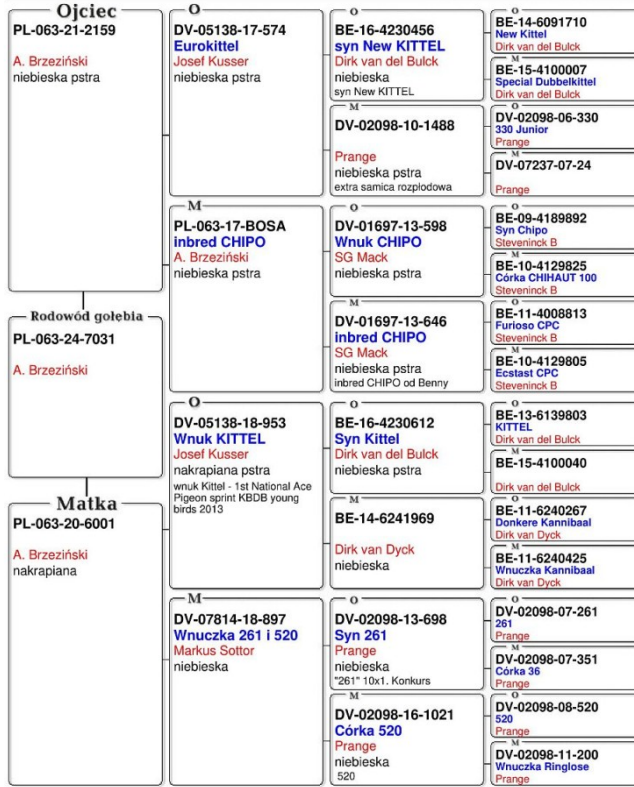 Ojciec
PL-063-21-2159
A. Brzeziński
niebieska pstra
Rodowód gołębia
PL-063-24-7031
A. Brzeziński
Matka
PL-063-20-6001
A. Brzeziński
nakrapiana
O
DV-05138-17-574
Eurokittel
Josef Kusser
niebieska pstra
M
PL-063-17-BOSA
inbred CHIPO
A. Brzeziński
niebieska pstra
O
DV-05138-18-953
Wnuk KITTEL
Josef Kusser
nakrapiana pstra
wnuk Kittel - 1st National Ace
Pigeon sprint KBDB young
birds 2013
M
DV-07814-18-897
Wnuczka 261 i 520
Markus Sottor
niebieska
O
BE-16-4230456
syn New KITTEL
Dirk van del Bulck
niebieska
syn New KITTEL
M
DV-02098-10-1488
Prange
niebieska pstra
extra samica rozpłodowa
O
DV-01697-13-598
Wnuk CHIPO
SG Mack
niebieska pstra
M
DV-01697-13-646
inbred CHIPO
SG Mack
niebieska pstra
inbred CHIPO od Benny
O
BE-16-4230612
Syn Kittel
Dirk van del Bulck
niebieska pstra
M
BE-14-6241969
Dirk van Dyck
niebieska
O
DV-02098-13-698
Syn 261
Prange
niebieska
"261" 10x1. Konkurs
M
DV-02098-16-1021
Córka 520
Prange
niebieska
520
O
BE-14-6091710
New Kittel
Dirk van del Bulck
M
BE-15-4100007
Special Dubbelkittel
Dirk van del Bulck
O
DV-02098-06-330
330 Junior
Prange
M
DV-07237-07-24
Prange
O
BE-09-4189892
Syn Chipo
Steveninck B
M
BE-10-4129825
Córka CHIHAUT 100
Steveninck B
O
BE-11-4008813
Furioso CPC
Steveninck B
M
BE-10-4129805
Ecstast CPC
Steveninck B
O
BE-13-6139803
KITTEL
Dirk van del Bulck
M
BE-15-4100040
Dirk van del Bulck
O
BE-11-6240267
Donkere Kannibaal
Dirk van Dyck
M
BE-11-6240425
Wnuczka Kannibaal
Dirk van Dyck
O
DV-02098-07-261
261
Prange
M
DV-02098-07-351
Córka 36
Prange
O
DV-02098-08-520
520
Prange
M
DV-02098-11-200
Wnuczka Ringlose
Prange